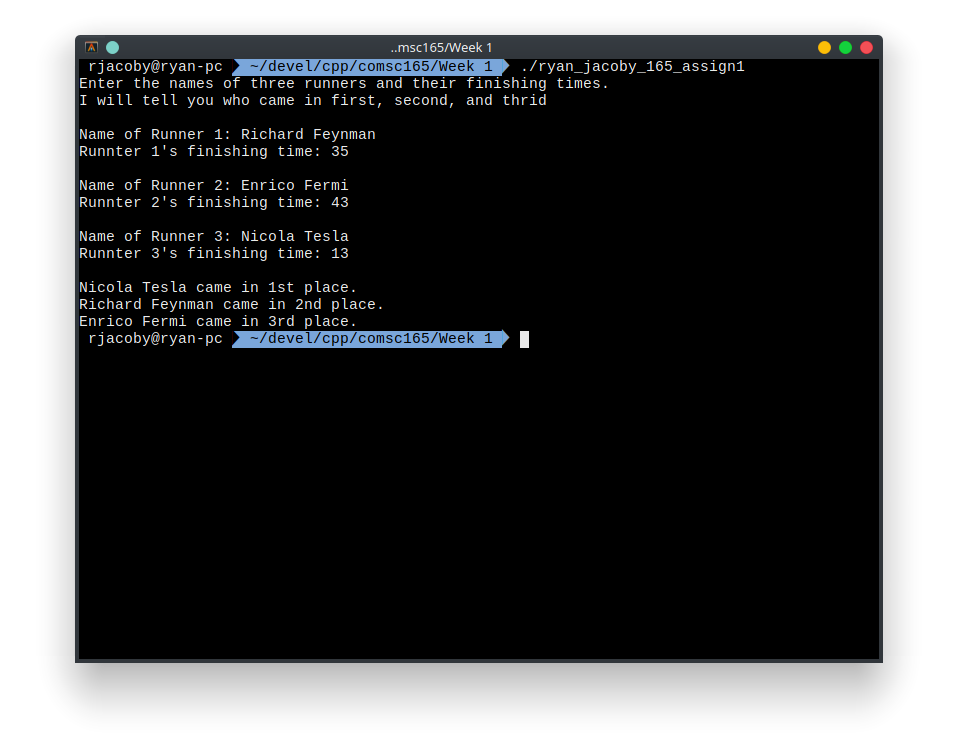 ..msc165/Week 1
rjacoby@ryan-pc ~/devel/cpp/comsc165/Week 1 ./ryan_jacoby_165_assign1
Enter the names of three runners and their finishing times.
I will tell you who came in first, second, and thrid
Name of Runner 1: Richard Feynman
Runnter 1's finishing time: 35
Name of Runner 2: Enrico Fermi
Runnter 2's finishing time: 43
Name of Runner 3: Nicola Tesla
Runnter 3's finishing time: 13
Nicola Tesla came in 1st place.
Richard Feynman came in 2nd place.
Enrico Fermi came in 3rd place.
rjacoby@ryan-pc ~/devel/cpp/comsc165/Week 1